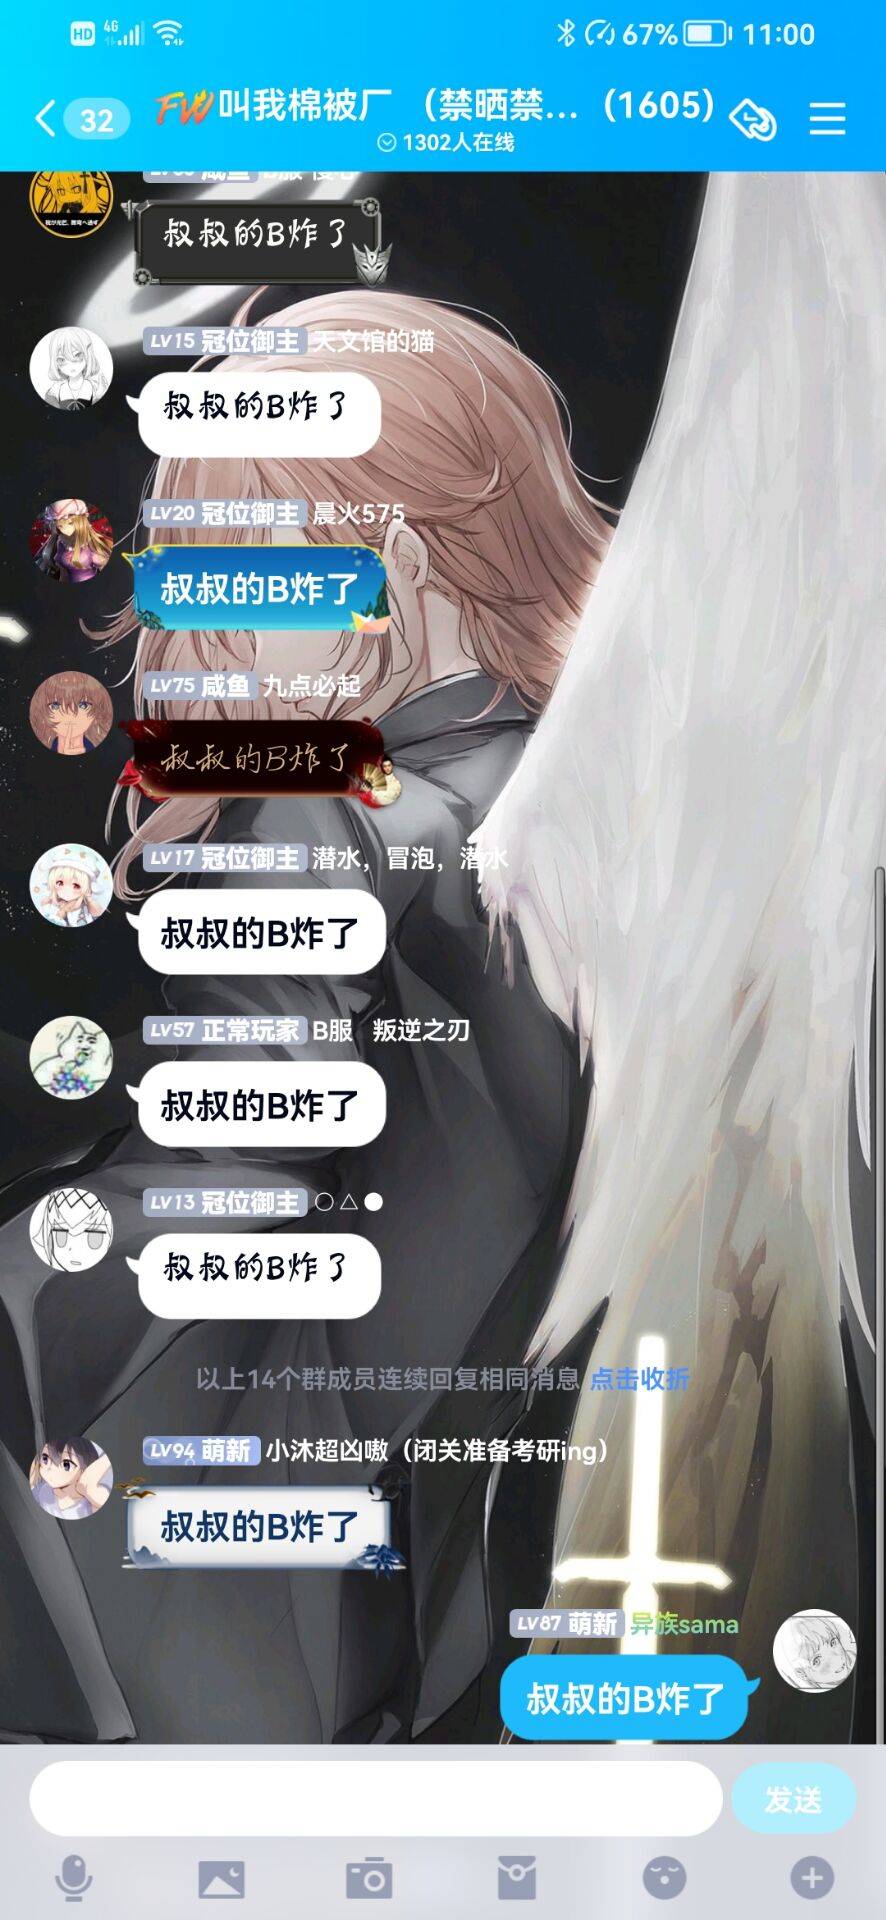 HD 4G 67% 11:00
32 FW叫我棉被厂 （禁晒禁...（1605）
1302人在线
叔叔的B炸了
LV15 冠位御主 天文馆的猫
叔叔的B炸了
LV20 冠位御主 晨火575
叔叔的B炸了
LV75 咸鱼 九点必起
叔叔的B炸了
LV17 冠位御主 潜水，冒泡，潜水
叔叔的B炸了
LV57 正常玩家 B服 叛逆之刃
叔叔的B炸了
LV13 冠位御主 ○△●
叔叔的B炸了
以上14个群成员连续回复相同消息 点击收折
LV94 萌新 小沐超凶嗷（闭关准备考研ing）
叔叔的B炸了
LV87 萌新 异族sama
叔叔的B炸了
发送